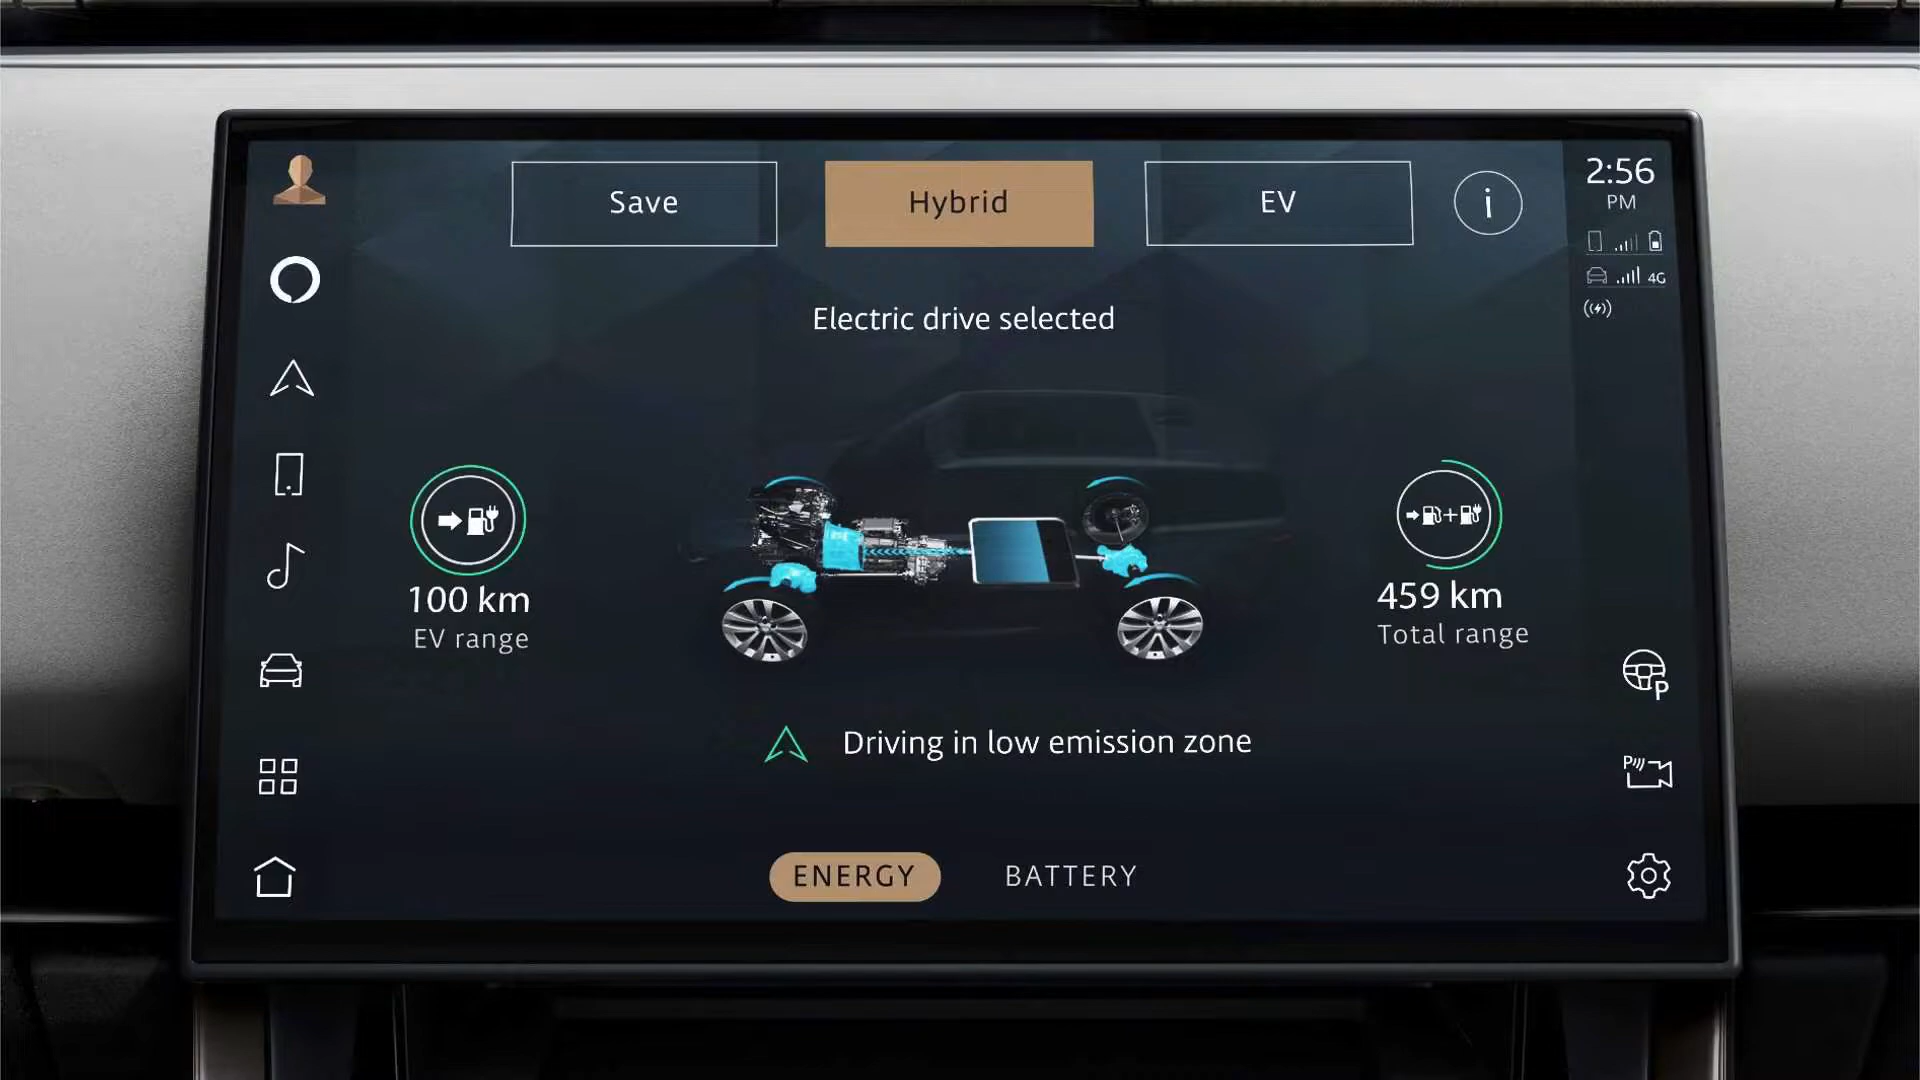 Save
Hybrid
EV
i
2:56
PM
4G
Electric drive selected
100 km
EV range
459 km
Total range
P
P
Driving in low emission zone
ENERGY
BATTERY